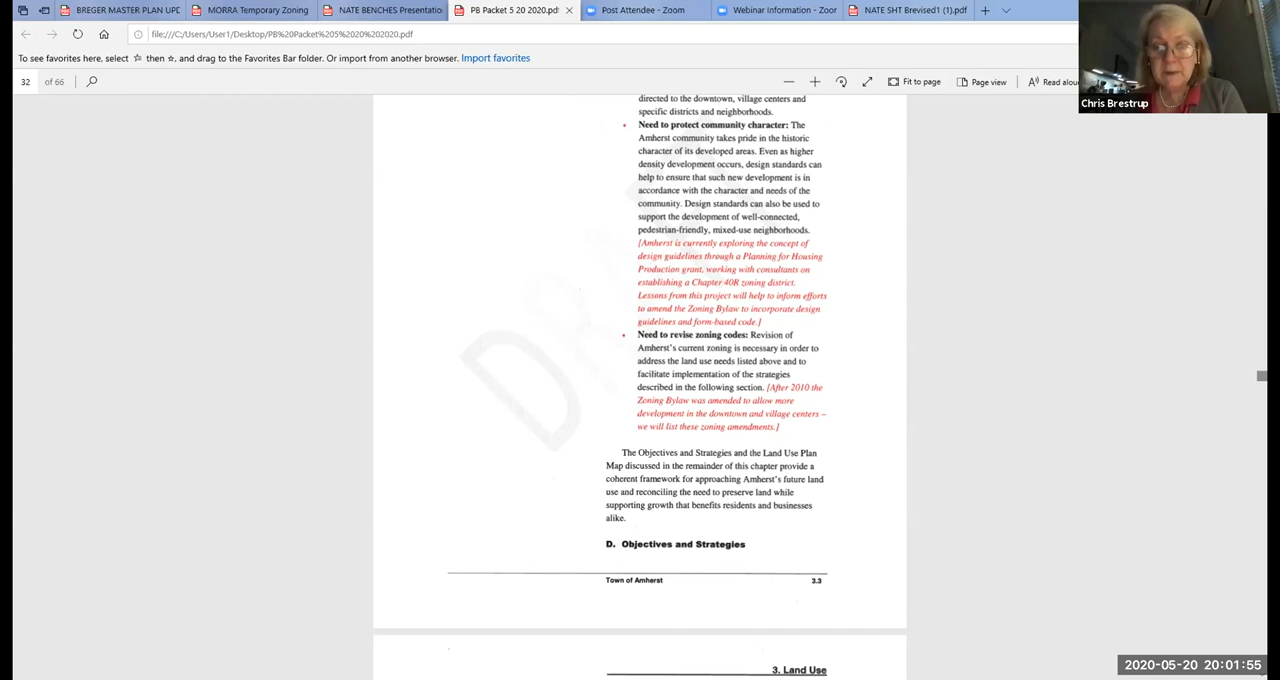 BREGER MASTER PLAN UPD
MORRA Temporary Zoning
NATE BENCHES Presentatio
PB Packet 5 20 2020.pdf
Post Attendee - Zoom
Webinar Information - Zoor
NATE SHT Brevised1 (1).pdf
file:///C:/Users/User1/Desktop/PB%20Packet%205%2020%202020.pdf
To see favorites here, select ☆ then ☆, and drag to the Favorites Bar folder. Or import from another browser. Import favorites
32 of 66
Fit to page
Page view
Read alou
Chris Brestrup
directed to the downtown, village centers and
specific districts and neighborhoods.
• Need to protect community character: The
Amherst community takes pride in the historic
character of its developed areas. Even as higher
density development occurs, design standards can
help to ensure that such new development is in
accordance with the character and needs of the
community. Design standards can also be used to
support the development of well-connected,
pedestrian-friendly, mixed-use neighborhoods.
[Amherst is currently exploring the concept of
design guidelines through a Planning for Housing
Production grant, working with consultants on
establishing a Chapter 40R zoning district.
Lessons from this project will help to inform efforts
to amend the Zoning Bylaw to incorporate design
guidelines and form-based code.]
• Need to revise zoning codes: Revision of
Amherst's current zoning is necessary in order to
address the land use needs listed above and to
facilitate implementation of the strategies
described in the following section. [After 2010 the
Zoning Bylaw was amended to allow more
development in the downtown and village centers –
we will list these zoning amendments.]
The Objectives and Strategies and the Land Use Plan
Map discussed in the remainder of this chapter provide a
coherent framework for approaching Amherst's future land
use and reconciling the need to preserve land while
supporting growth that benefits residents and businesses
alike.
D. Objectives and Strategies
Town of Amherst 3.3
3. Land Use
DRA
2020-05-20 20:01:55